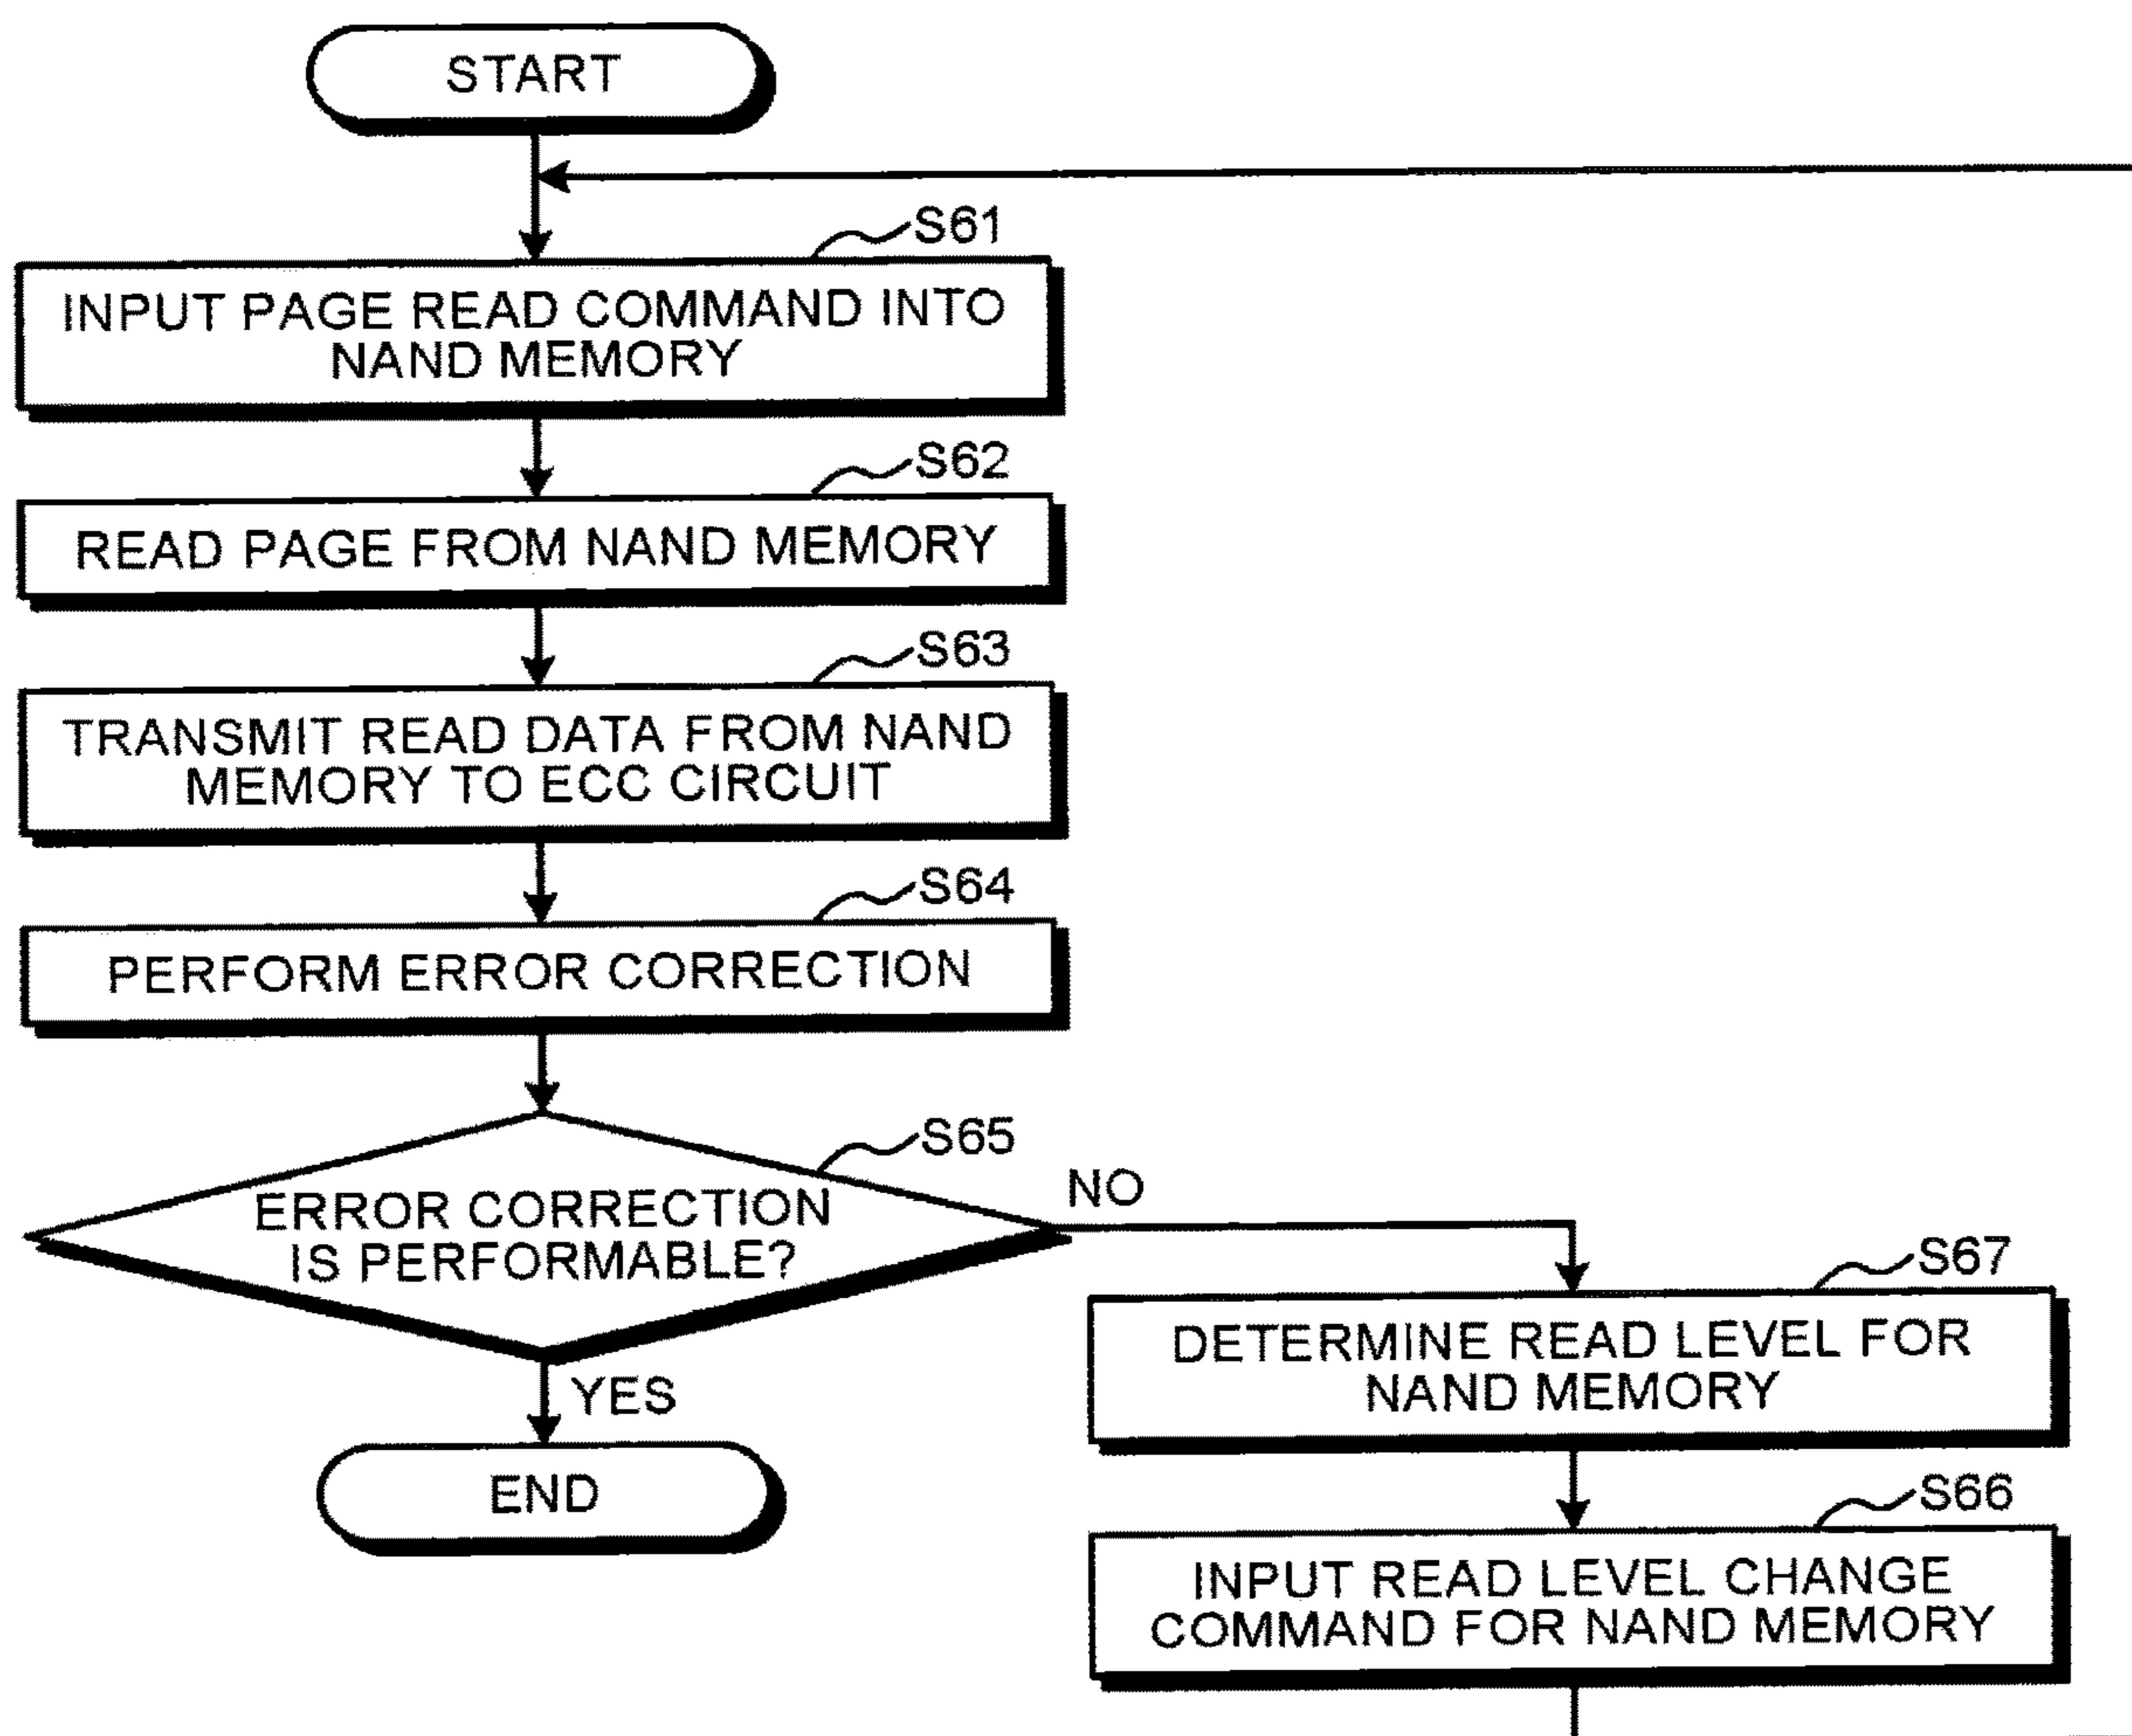 START
S61
INPUT PAGE READ COMMAND INTO
NAND MEMORY
S62
READ PAGE FROM NAND MEMORY
S63
TRANSMIT READ DATA FROM NAND
MEMORY TO ECC CIRCUIT
S64
PERFORM ERROR CORRECTION
S65
ERROR CORRECTION
IS PERFORMABLE?
NO
YES
END
S67
DETERMINE READ LEVEL FOR
NAND MEMORY
S66
INPUT READ LEVEL CHANGE
COMMAND FOR NAND MEMORY